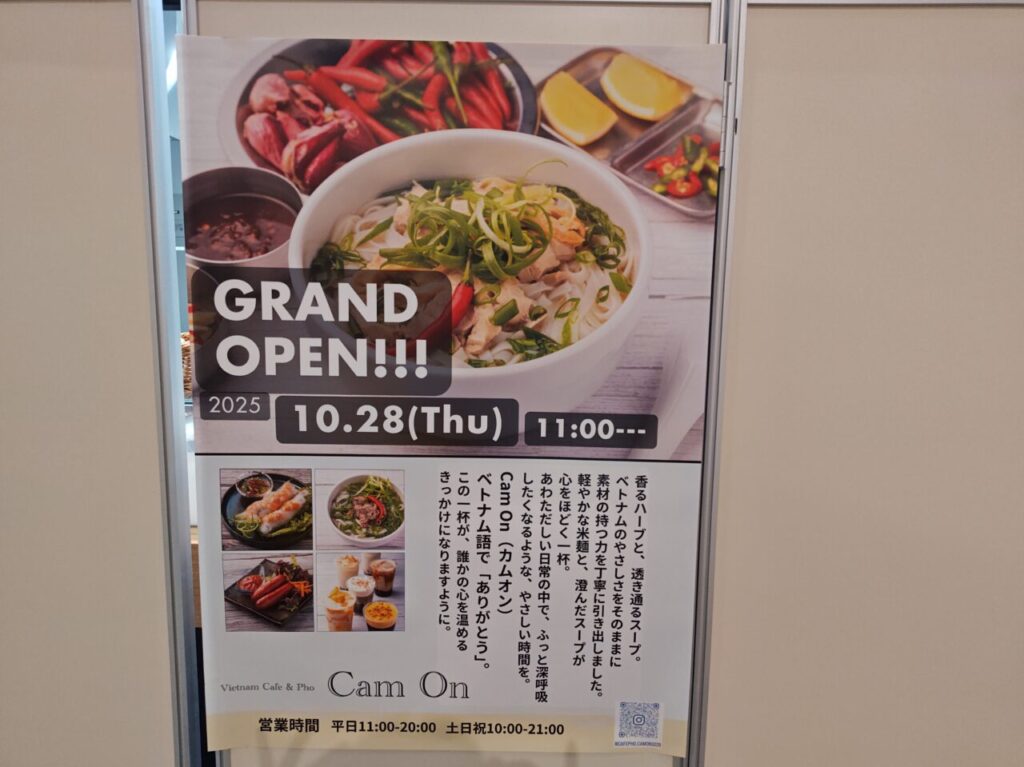 GRAND
OPEN!!!
2025
10.28(Thu)
11:00---
香るハーブと、透き通るスープ。
ベトナムのやさしさをそのままに
素材の持つ力を丁寧に引き出しました。
軽やかな米麺と、澄んだスープが
心をほどく一杯。
あわただしい日常の中で、ふっと深呼吸
したくなるような、やさしい時間を。
Cam On（カムオン）
ベトナム語で「ありがとう」。
この一杯が、誰かの心を温める
きっかけになりますように。
Vietnam Cafe & Pho Cam On
営業時間 平日11:00-20:00 土日祝10:00-21:00